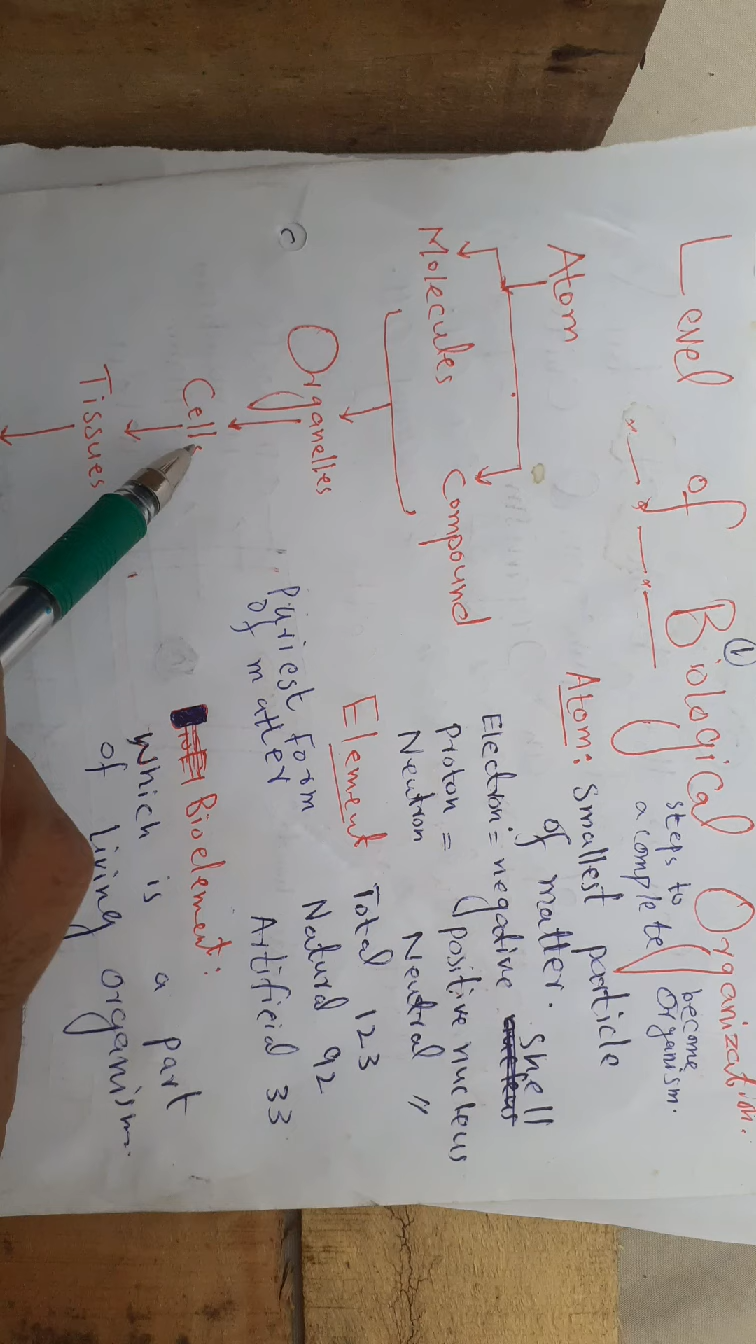 ①
Level of Biological Organization.
steps to become
a complete organism.
Atom
Molecules Compound
Organelles
Cells
Tissues
Atom: Smallest particle
of matter.
Electron = negative shell
Proton = positive nucleus
Neutron Neutral "
Element Total 123
Natural 92
Artificial 33
Puriest form
of matter
Bioelement:
Which is a part
of living organism.